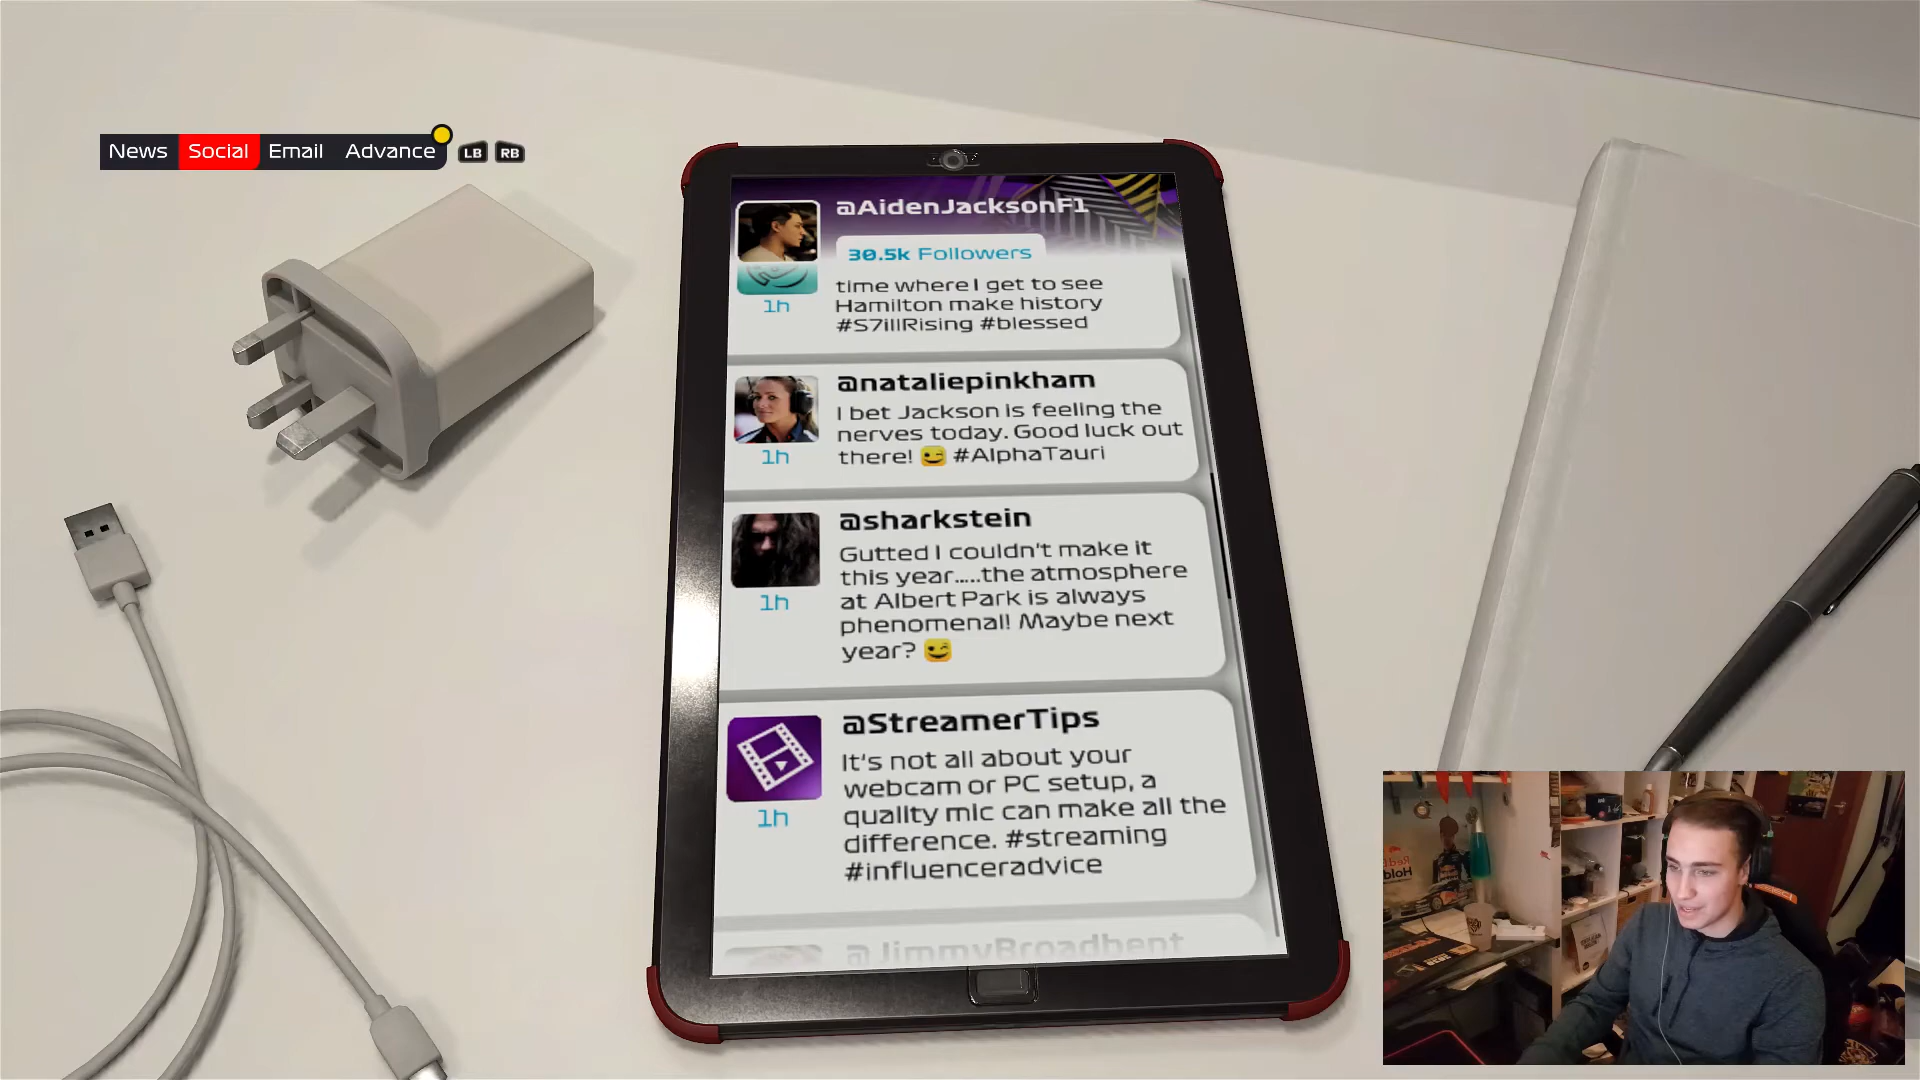 News Social Email Advance LB RB
@AidenJacksonF1
30.5k Followers
time where I get to see
Hamilton make history
#S7illRising #blessed
1h
@nataliepinkham
I bet Jackson is feeling the
nerves today. Good luck out
there! 😉 #AlphaTauri
1h
@sharkstein
Gutted I couldn't make it
this year.....the atmosphere
at Albert Park is always
phenomenal! Maybe next
year? 😉
1h
@StreamerTips
It's not all about your
webcam or PC setup, a
quality mic can make all the
difference. #streaming
#influenceradvice
1h
@JimmyBroadbent